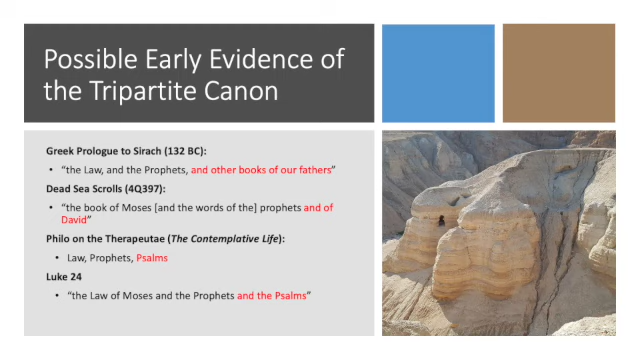 Possible Early Evidence of
the Tripartite Canon
Greek Prologue to Sirach (132 BC):
• “the Law, and the Prophets, and other books of our fathers”
Dead Sea Scrolls (4Q397):
• “the book of Moses [and the words of the] prophets and of
David”
Philo on the Therapeutae (The Contemplative Life):
• Law, Prophets, Psalms
Luke 24
• “the Law of Moses and the Prophets and the Psalms”